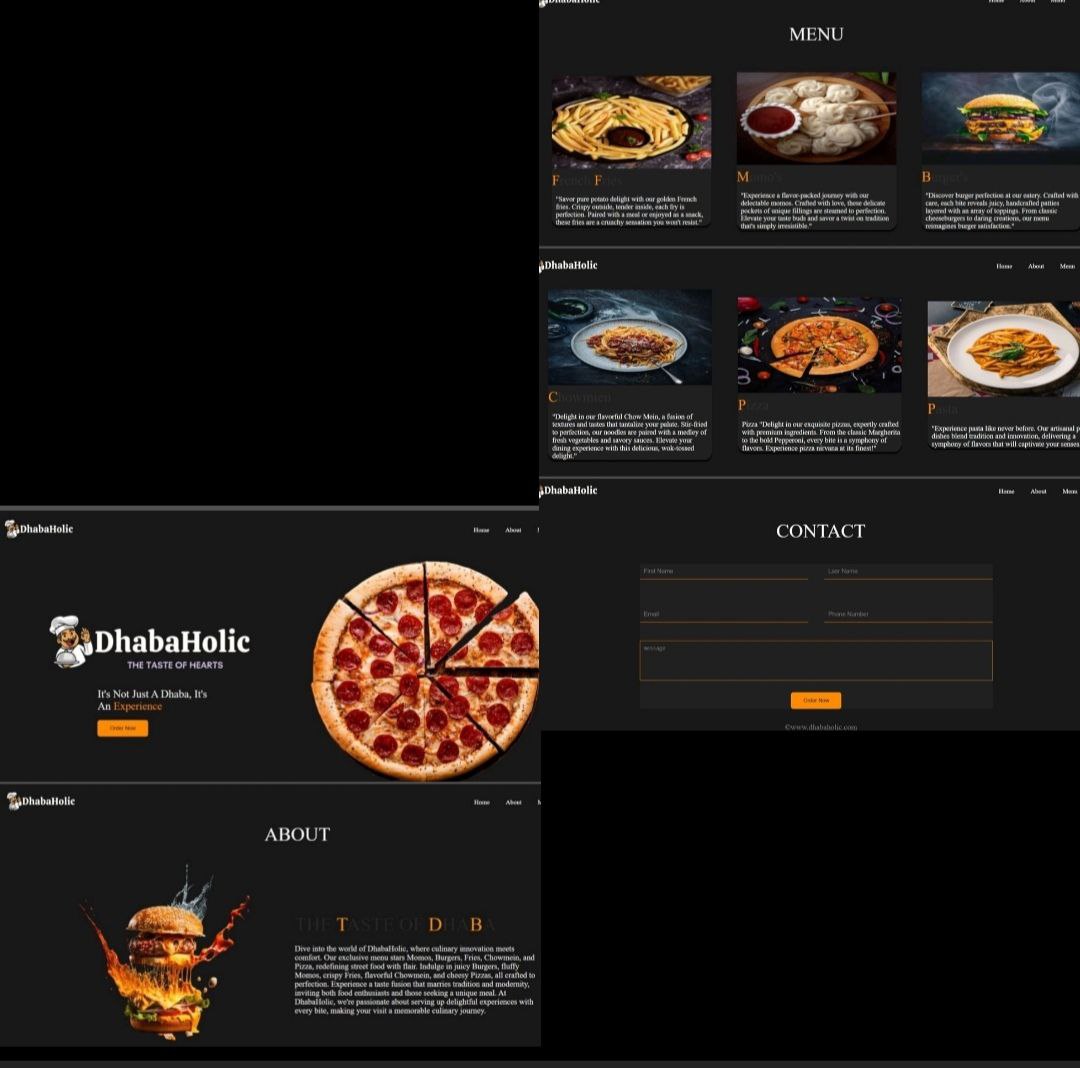 DhabaHolic
Home About
DhabaHolic
THE TASTE OF HEARTS
It's Not Just A Dhaba, It's
An Experience
Order Now
DhabaHolic
Home About
ABOUT
THE TASTE OF DHABA
Dive into the world of DhabaHolic, where culinary innovation meets
comfort. Our exclusive menu stars Momos, Burgers, Fries, Chowmein, and
Pizza, redefining street food with flair. Indulge in juicy Burgers, fluffy
Momos, crispy Fries, flavorful Chowmein, and cheesy Pizzas, all crafted to
perfection. Experience a taste fusion that marries tradition and modernity,
inviting both food enthusiasts and those seeking a unique meal. At
DhabaHolic, we're passionate about serving up delightful experiences with
every bite, making your visit a memorable culinary journey.
DhabaHolic
Home About Menu
MENU
French Fries
"Savor pure potato delight with our golden French
fries. Crispy outside, tender inside, each fry is
perfection. Paired with a meal or enjoyed as a snack,
these fries are a crunchy sensation you won't resist."
Momo's
"Experience a flavor-packed journey with our
delectable momos. Crafted with love, these delicate
pockets of unique fillings are steamed to perfection.
Elevate your taste bud and savor a twist on tradition
that's simply irresistible."
Burger's
"Discover burger perfection at our eatery. Crafted with
care, each bite reveals juicy, handcrafted patties
layered with an array of toppings. From classic
cheeseburgers to daring creations, our menu
reimagines burger satisfaction."
DhabaHolic
Home About Menu
Chowmien
"Delight in our flavorful Chow Mein, a fusion of
textures and tastes that tantalize your palate. Stir-fried
to perfection, our noodles are paired with a medley of
fresh vegetables and savory sauces. Elevate your
dining experience with this delicious, wok-tossed
delight."
Pizza
Pizza "Delight in our exquisite pizzas, expertly crafted
with premium ingredients. From the classic Margherita
to the bold Pepperoni, every bite is a symphony of
flavors. Experience pizza nirvana at its finest!"
Pasta
"Experience pasta like never before. Our artisanal p
dishes blend tradition and innovation, delivering a
symphony of flavors that will captivate your senses
DhabaHolic
Home About Menu
CONTACT
First Name Last Name
Email Phone Number
message
Order Now
©www.dhabaholic.com